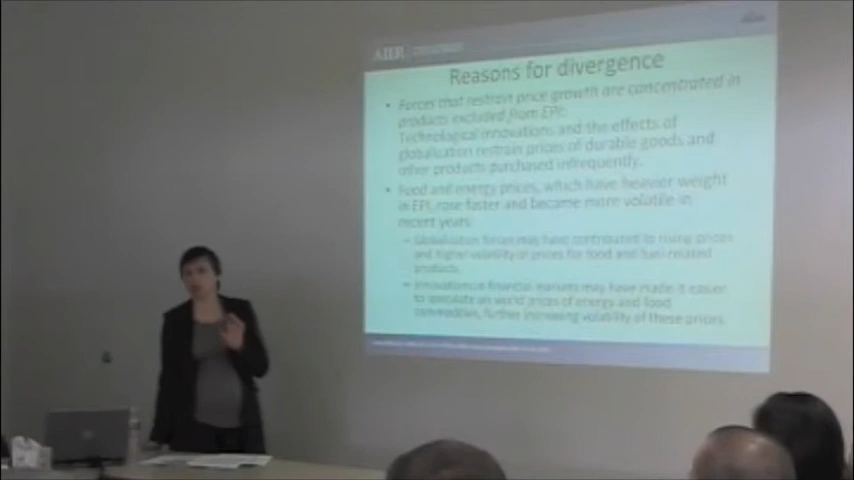 AIER
Reasons for divergence
• Forces that restrain price growth are concentrated in
products excluded from EPI:
Technological innovations and the effects of
globalization restrain prices of durable goods and
other products purchased infrequently.
• Food and energy prices, which have heavier weight
in EPI, rose faster and became more volatile in
recent years:
– Globalization forces may have contributed to rising prices
and higher volatility of prices for food and fuel-related
products.
– Innovations in financial markets may have made it easier
to speculate on world prices of energy and food
commodities, further increasing volatility of these prices.